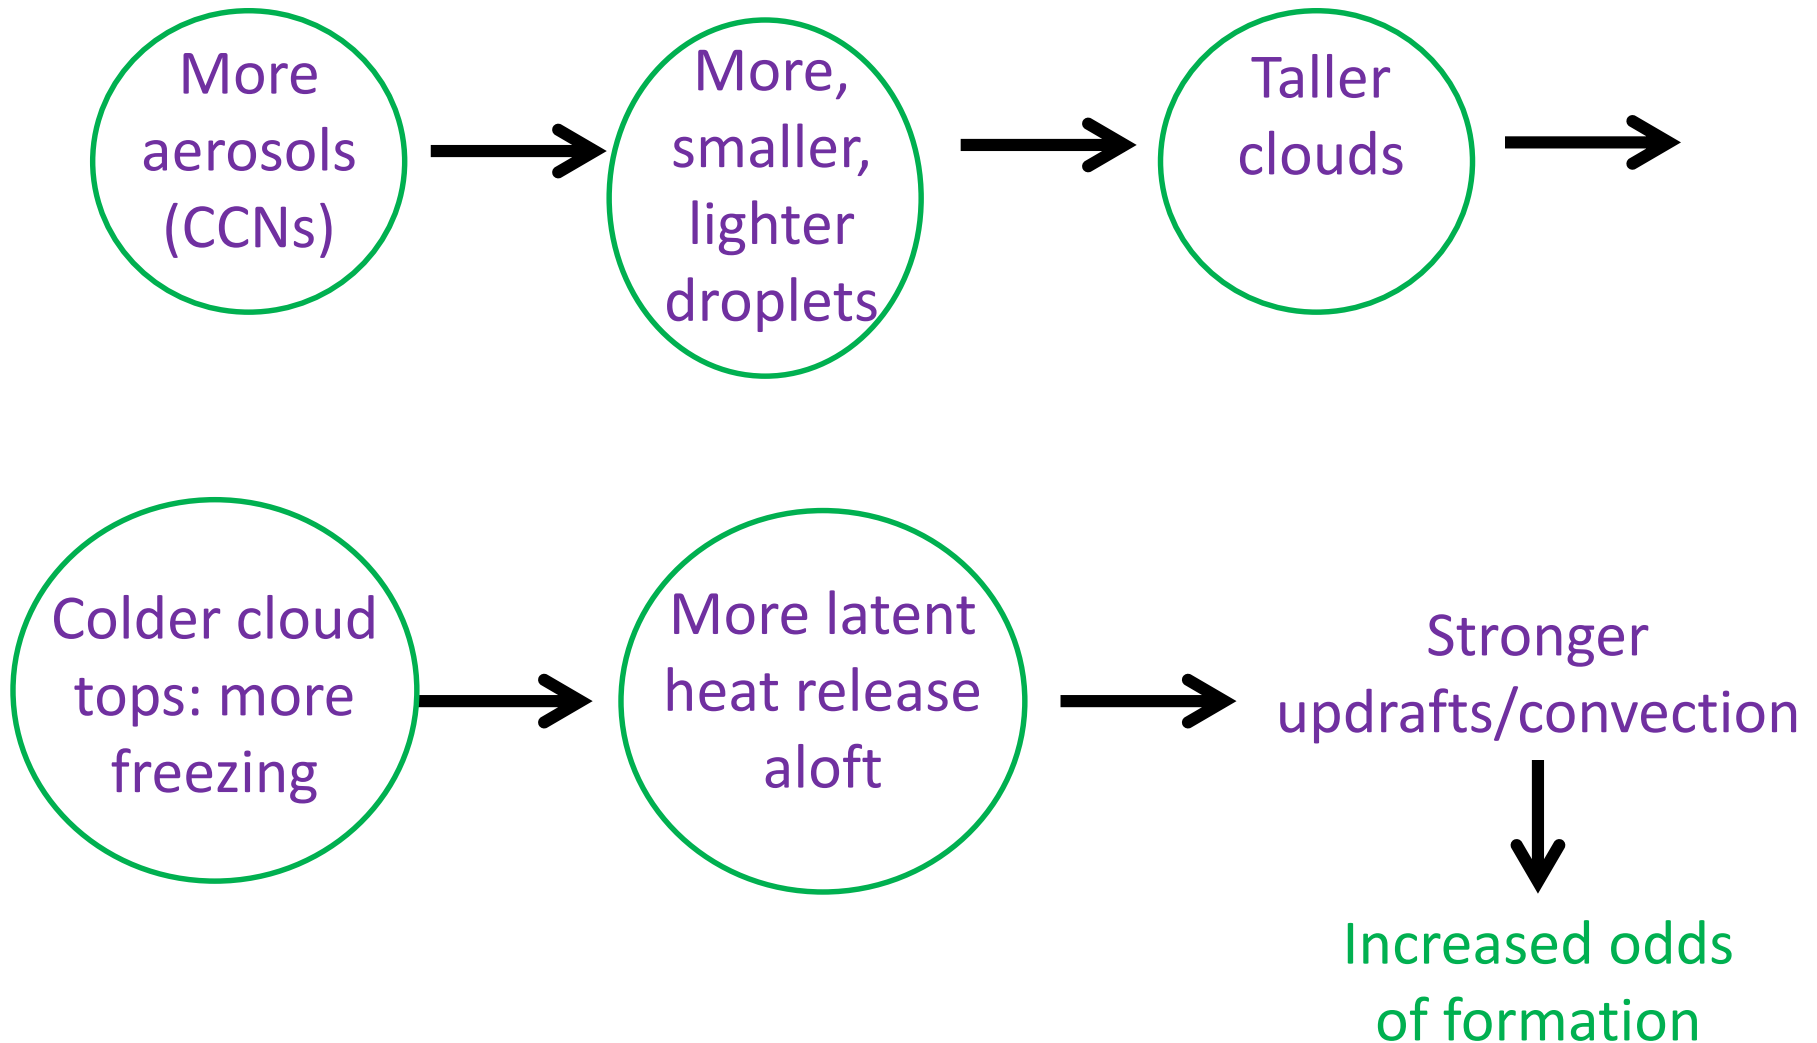 More
aerosols
(CCNs)
More,
smaller,
lighter
droplets
Taller
clouds
Colder cloud
tops: more
freezing
More latent
heat release
aloft
Stronger
updrafts/convection
Increased odds
of formation